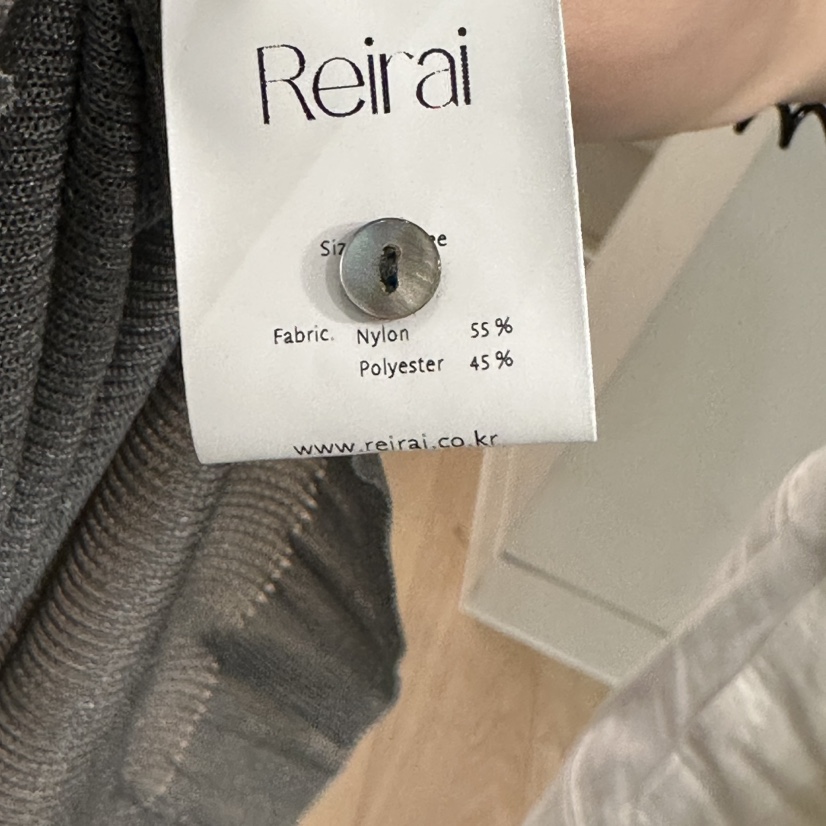 Reirai
Fabric. Nylon 55 %
Polyester 45 %
www.reirai.co.kr